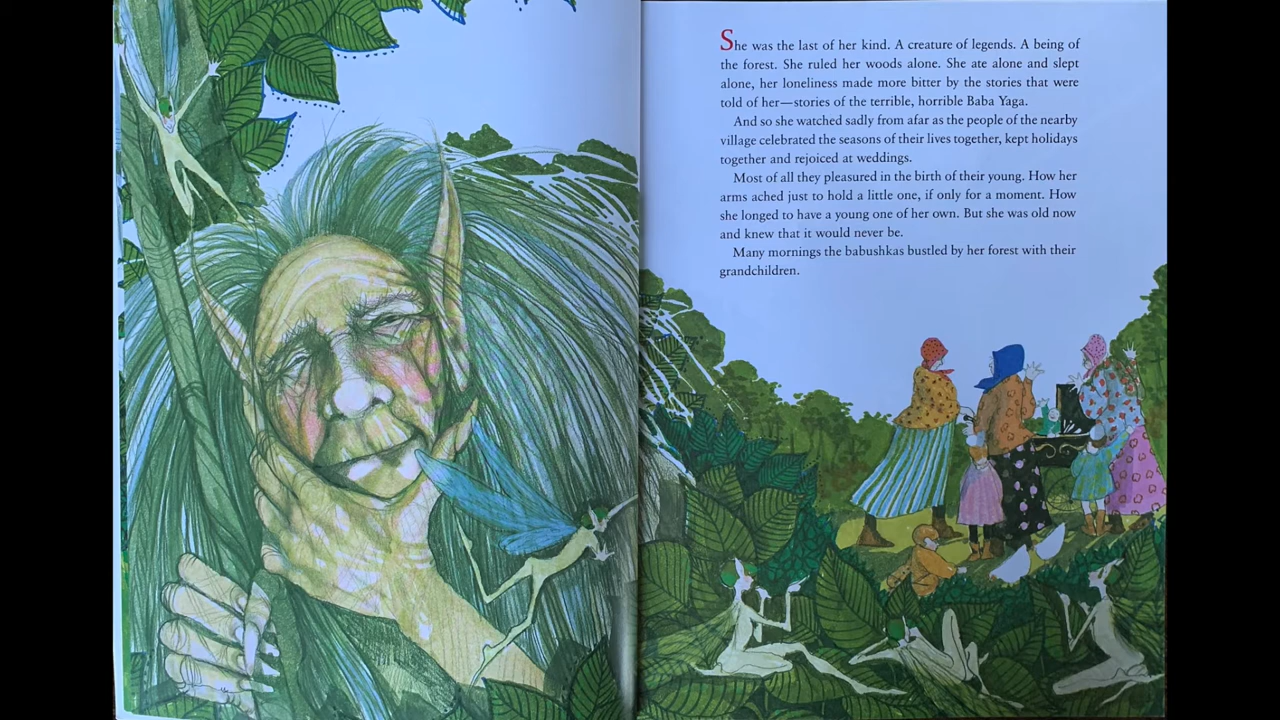 She was the last of her kind. A creature of legends. A being of
the forest. She ruled her woods alone. She ate alone and slept
alone, her loneliness made more bitter by the stories that were
told of her—stories of the terrible, horrible Baba Yaga.
And so she watched sadly from afar as the people of the nearby
village celebrated the seasons of their lives together, kept holidays
together and rejoiced at weddings.
Most of all they pleasured in the birth of their young. How her
arms ached just to hold a little one, if only for a moment. How
she longed to have a young one of her own. But she was old now
and knew that it would never be.
Many mornings the babushkas bustled by her forest with their
grandchildren.